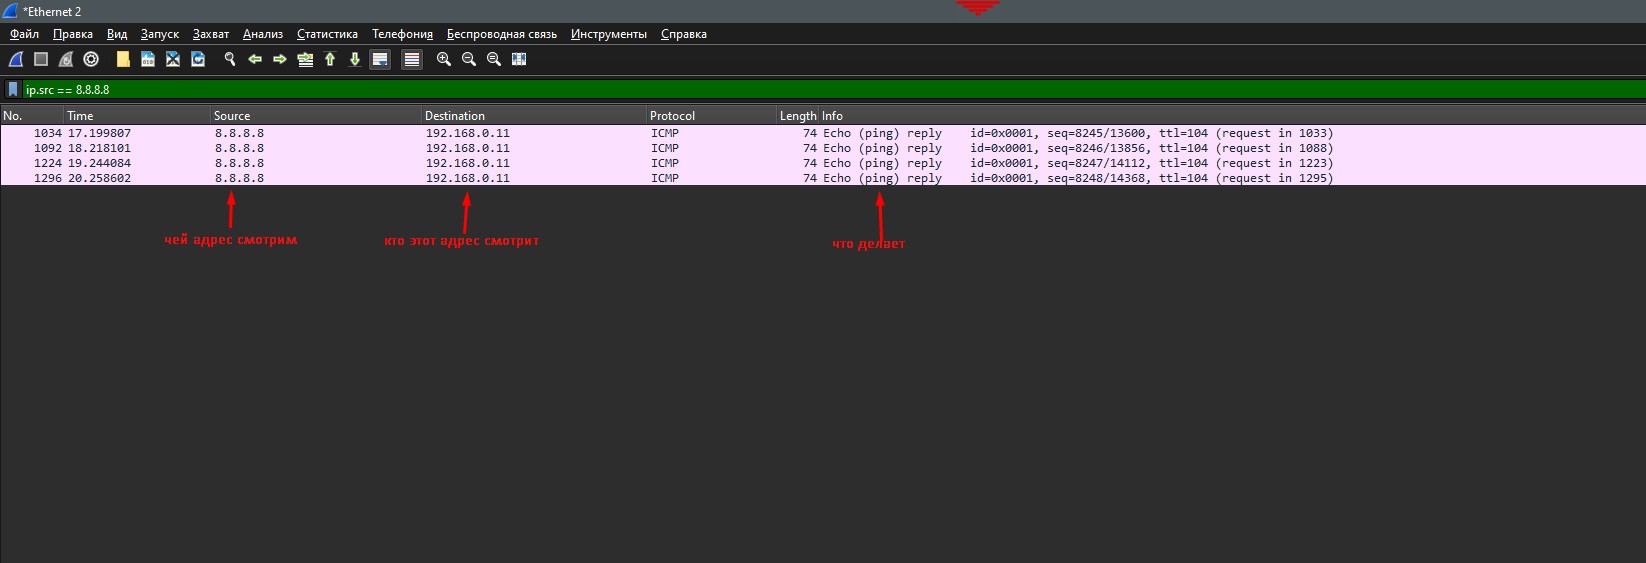 *Ethernet 2
Файл Правка Вид Запуск Захват Анализ Статистика Телефония Беспроводная связь Инструменты Справка
ip.src == 8.8.8.8
No. Time Source Destination Protocol Length Info
1034 17.199807 8.8.8.8 192.168.0.11 ICMP 74 Echo (ping) reply id=0x0001, seq=8245/13600, ttl=104 (request in 1033)
1092 18.218101 8.8.8.8 192.168.0.11 ICMP 74 Echo (ping) reply id=0x0001, seq=8246/13856, ttl=104 (request in 1088)
1224 19.244084 8.8.8.8 192.168.0.11 ICMP 74 Echo (ping) reply id=0x0001, seq=8247/14112, ttl=104 (request in 1223)
1296 20.258602 8.8.8.8 192.168.0.11 ICMP 74 Echo (ping) reply id=0x0001, seq=8248/14368, ttl=104 (request in 1295)
чей адрес смотрим кто этот адрес смотрит что делает